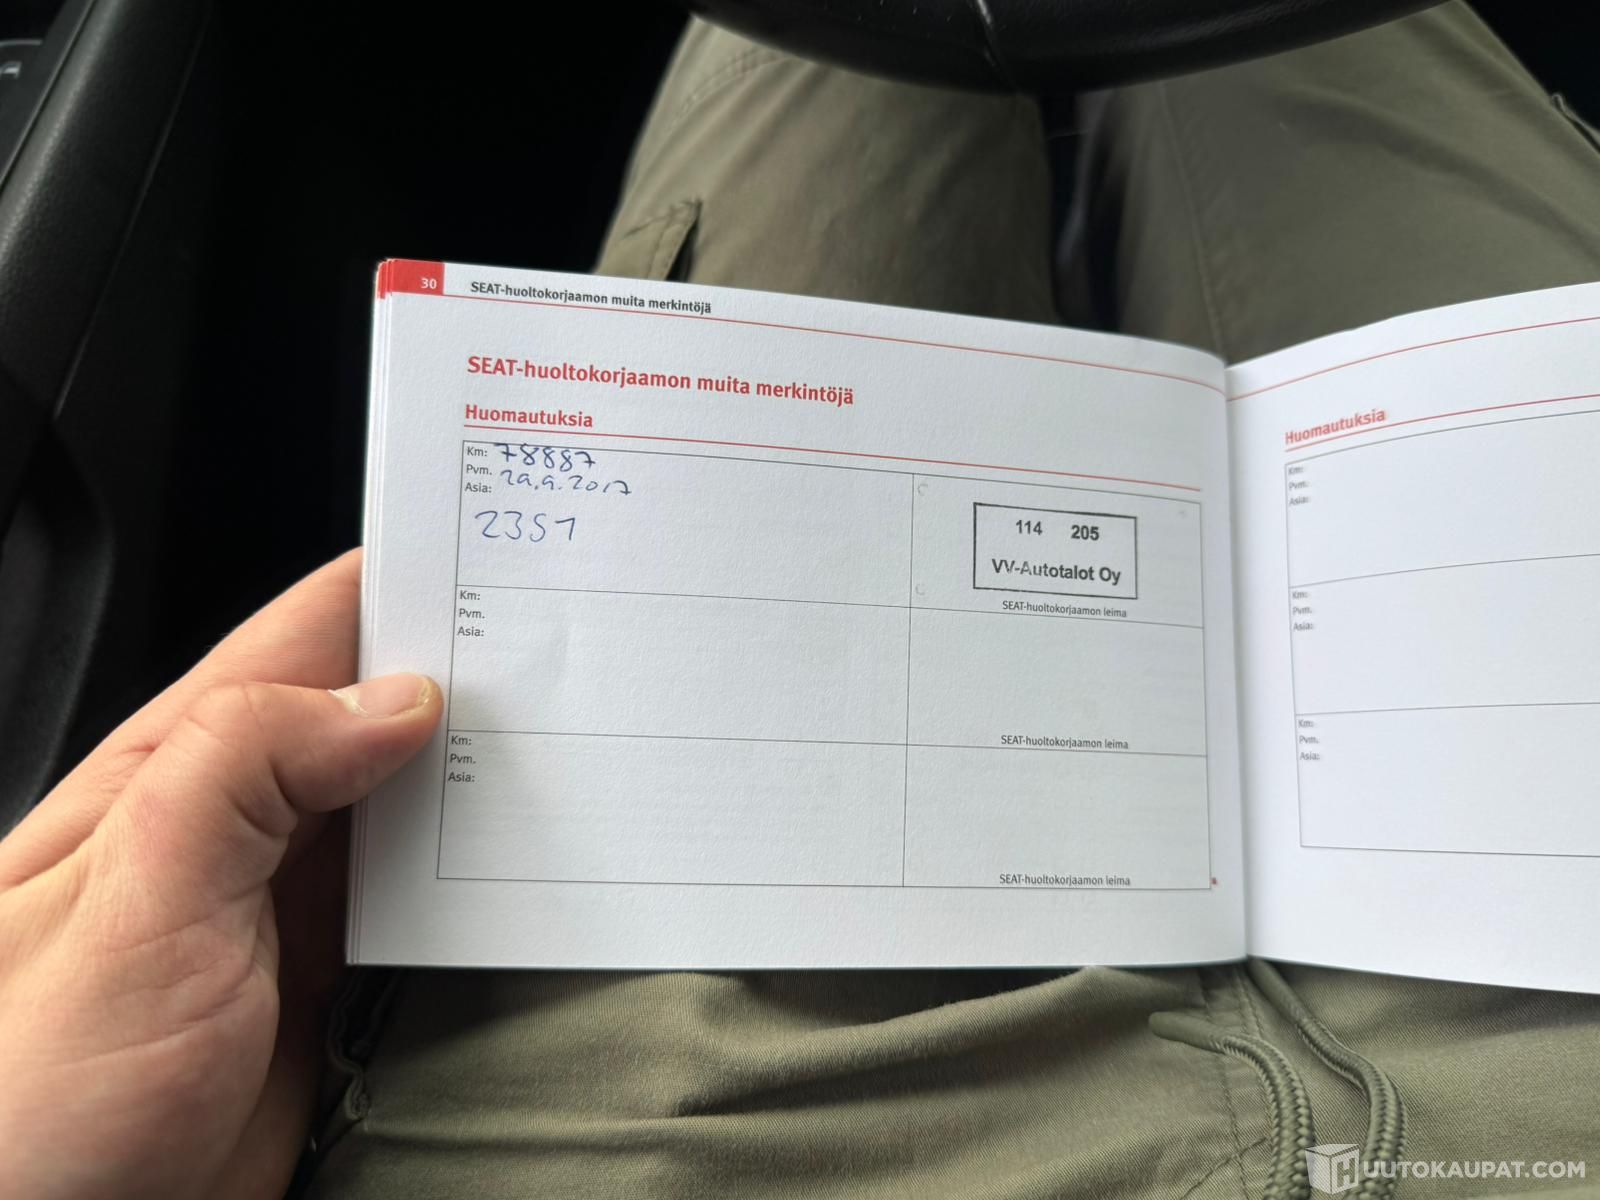 30 SEAT-huoltokorjaamon muita merkintöjä
SEAT-huoltokorjaamon muita merkintöjä
Huomautuksia
Km: 78887
Pvm. 29.9.2017
Asia:
2351
114 205
VV-Autotalot Oy
SEAT-huoltokorjaamon leima
Km:
Pvm.
Asia:
SEAT-huoltokorjaamon leima
Km:
Pvm.
Asia:
SEAT-huoltokorjaamon leima
Huomautuksia
Km:
Pvm.
Asia:
Km:
Pvm.
Asia:
Km:
Pvm.
Asia:
HUUTOKAUPAT.COM